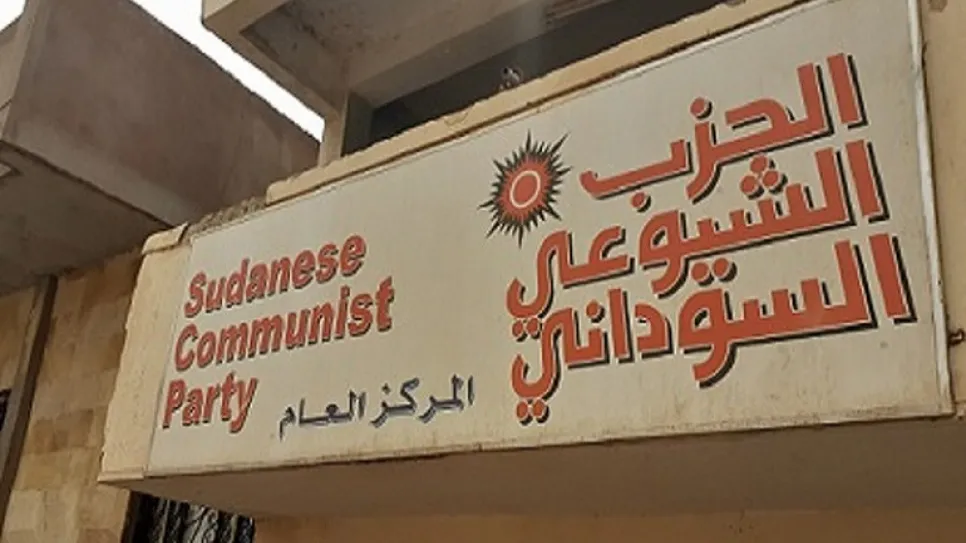 الحزب
الشيوعي
السوداني
Sudanese
Communist
Party
المركز العام